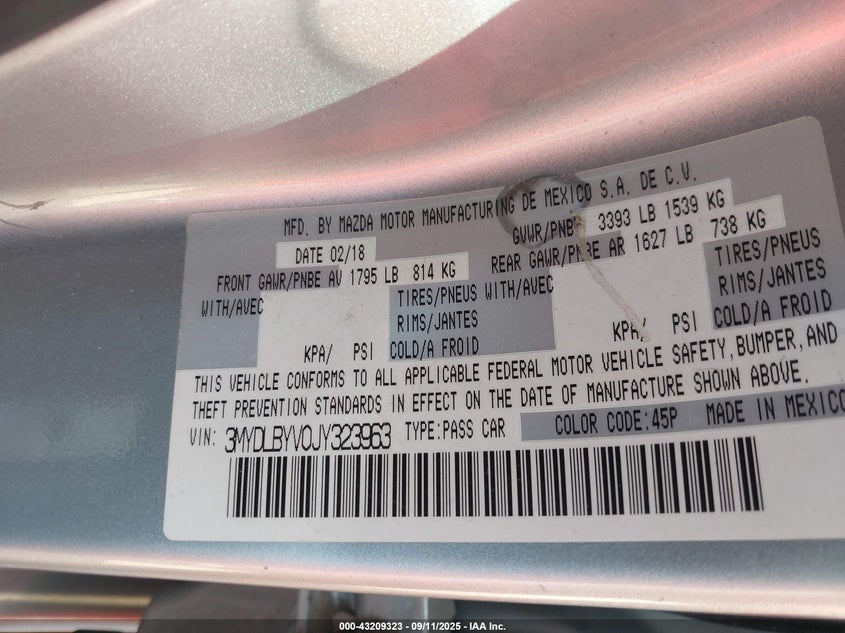 MFD. BY MAZDA MOTOR MANUFACTURING DE MEXICO S.A. DE C.V.
DATE 02/18 GVWR/PNBV 3393 LB 1539 KG
FRONT GAWR/PNBE AV 1795 LB 814 KG REAR GAWR/PNBE AR 1627 LB 738 KG
WITH/AVEC TIRES/PNEUS WITH/AVEC TIRES/PNEUS
RIMS/JANTES RIMS/JANTES
KPA/ PSI COLD/A FROID KPA/ PSI COLD/A FROID
THIS VEHICLE CONFORMS TO ALL APPLICABLE FEDERAL MOTOR VEHICLE SAFETY, BUMPER, AND
THEFT PREVENTION STANDARDS IN EFFECT ON THE DATE OF MANUFACTURE SHOWN ABOVE.
VIN: 3MYDLBYV0JY323963 TYPE:PASS CAR COLOR CODE:45P MADE IN MEXICO
000-43209323 - 09/11/2025 - IAA Inc.